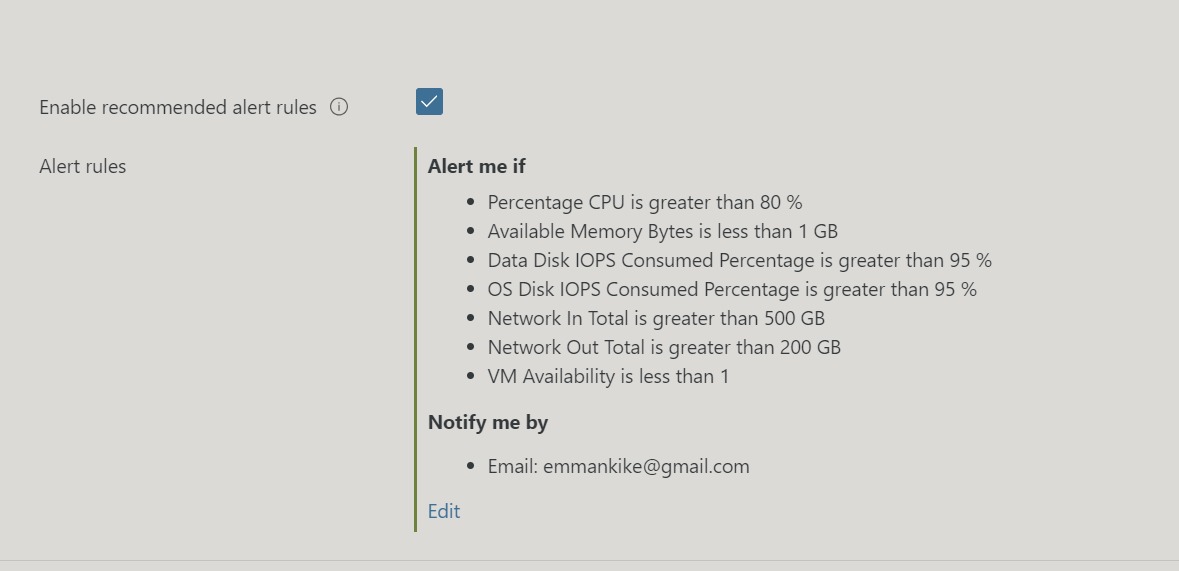 Enable recommended alert rules
Alert rules
Alert me if
Percentage CPU is greater than 80 %
Available Memory Bytes is less than 1 GB
Data Disk IOPS Consumed Percentage is greater than 95 %
OS Disk IOPS Consumed Percentage is greater than 95 %
Network In Total is greater than 500 GB
Network Out Total is greater than 200 GB
VM Availability is less than 1
Notify me by
Email: emmankike@gmail.com
Edit